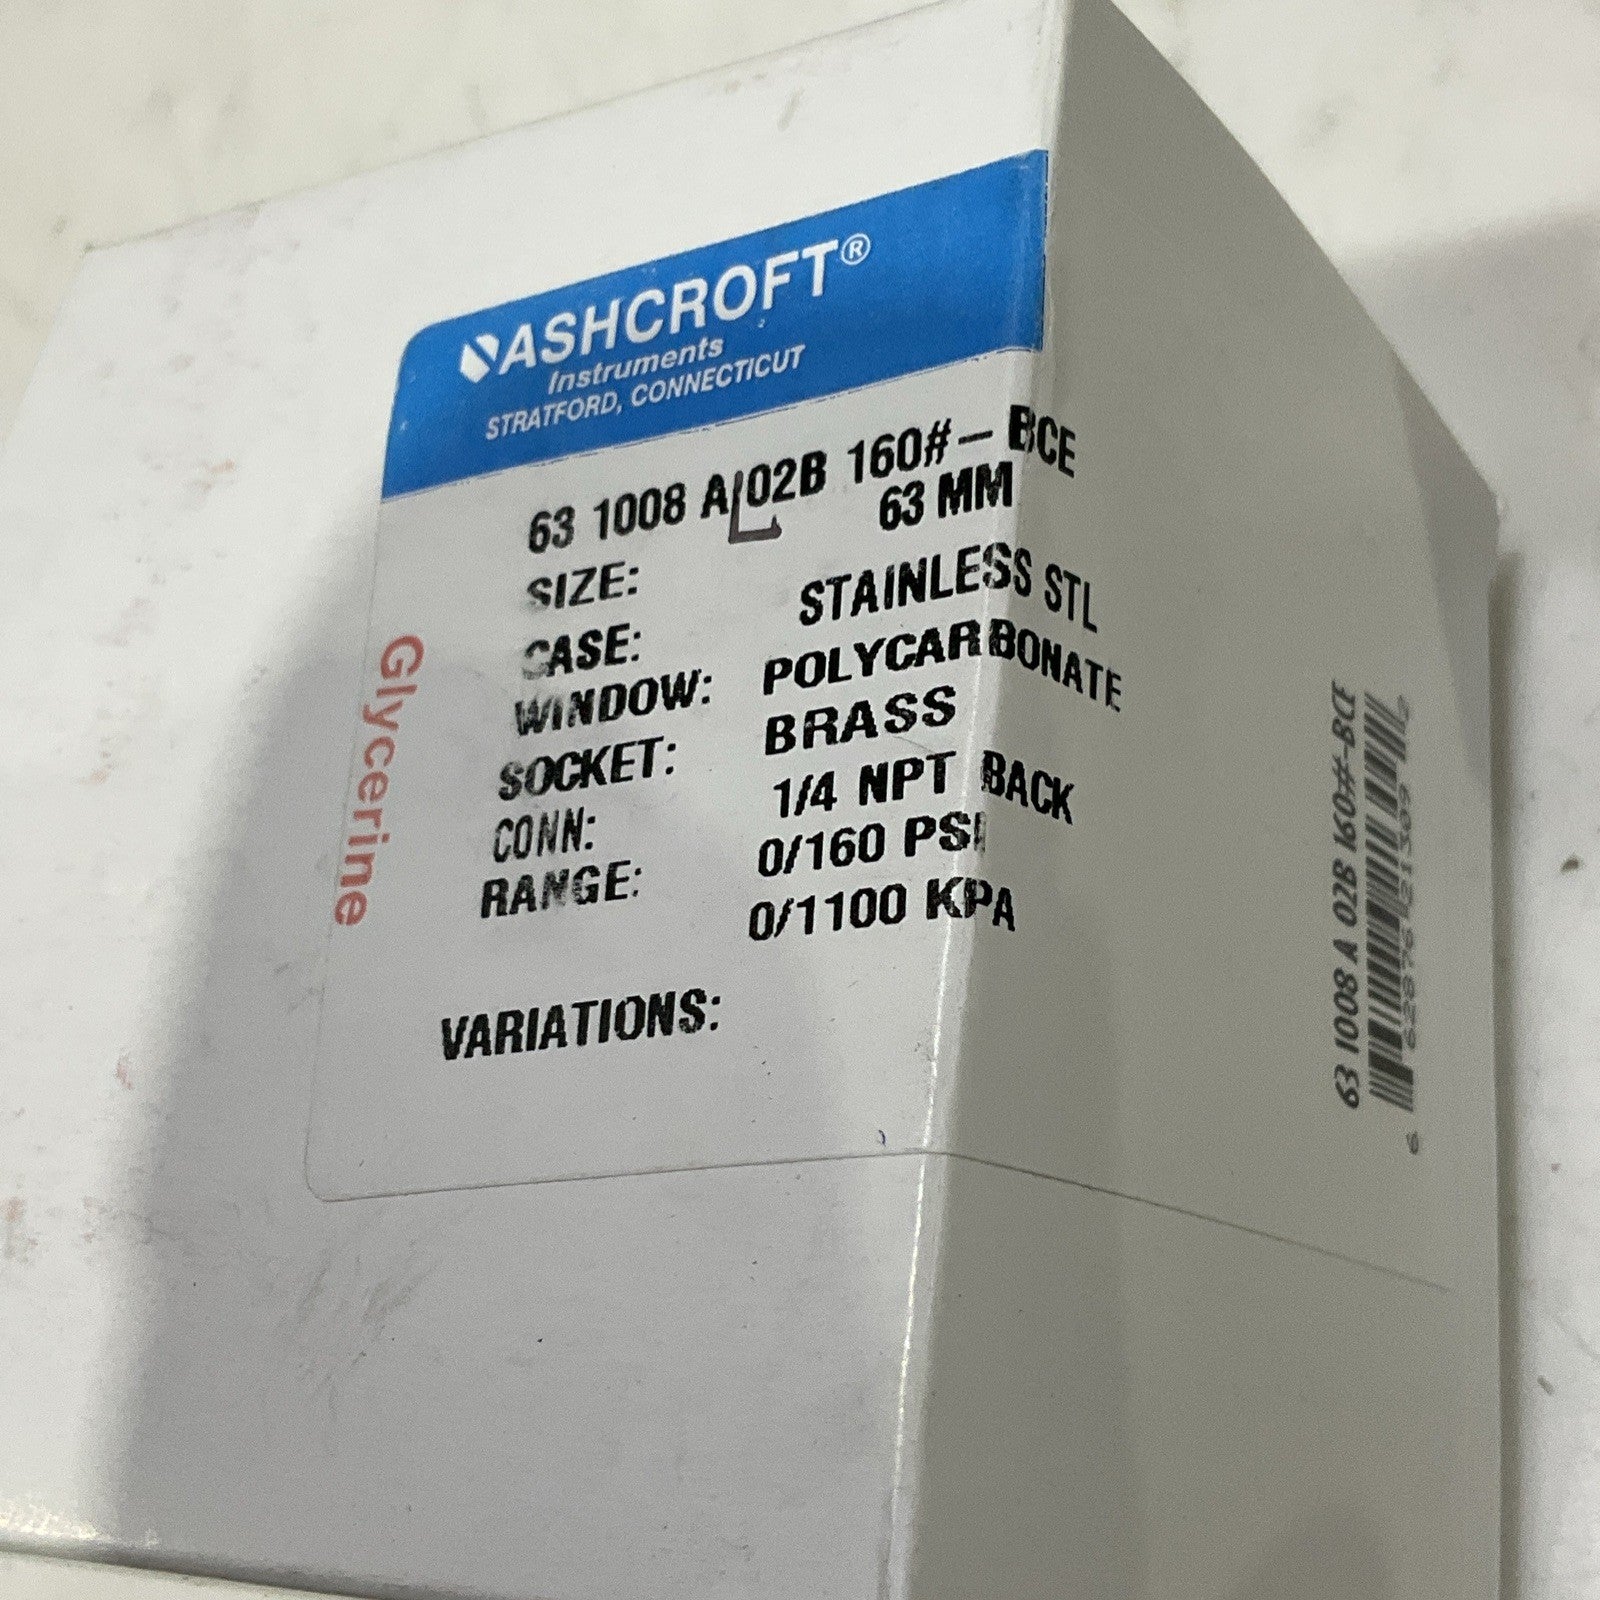 ASHCROFT®
Instruments
STRATFORD, CONNECTICUT
63 1008 AL02B 160#- BCE
SIZE: 63 MM
CASE: STAINLESS STL
WINDOW: POLYCARBONATE
SOCKET: BRASS
CONN: 1/4 NPT BACK
RANGE: 0/160 PSI
0/1100 KPA
VARIATIONS:
Glycerine
63 1008 A 02B 160#-BCE